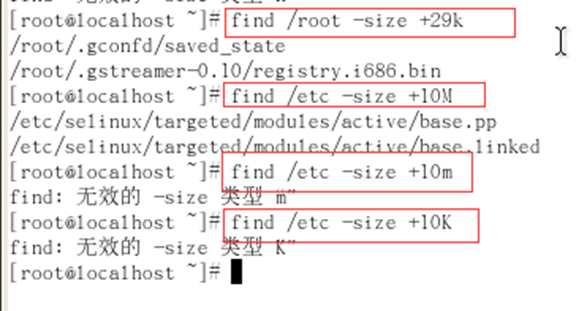 [root@localhost ~]# find /root -size +29k
/root/.gconfd/saved_state
/root/.gstreamer-0.10/registry.i686.bin
[root@localhost ~]# find /etc -size +10M
/etc/selinux/targeted/modules/active/base.pp
/etc/selinux/targeted/modules/active/base.linked
[root@localhost ~]# find /etc -size +10m
find: 无效的 -size 类型 m”
[root@localhost ~]# find /etc -size +10K
find: 无效的 -size 类型 K”
[root@localhost ~]#